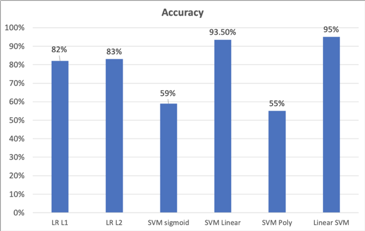 Accuracy
100%
90%
80%
70%
60%
50%
40%
30%
20%
10%
0%
82%
83%
59%
93.50%
55%
95%
LR L1
LR L2
SVM sigmoid
SVM Linear
SVM Poly
Linear SVM